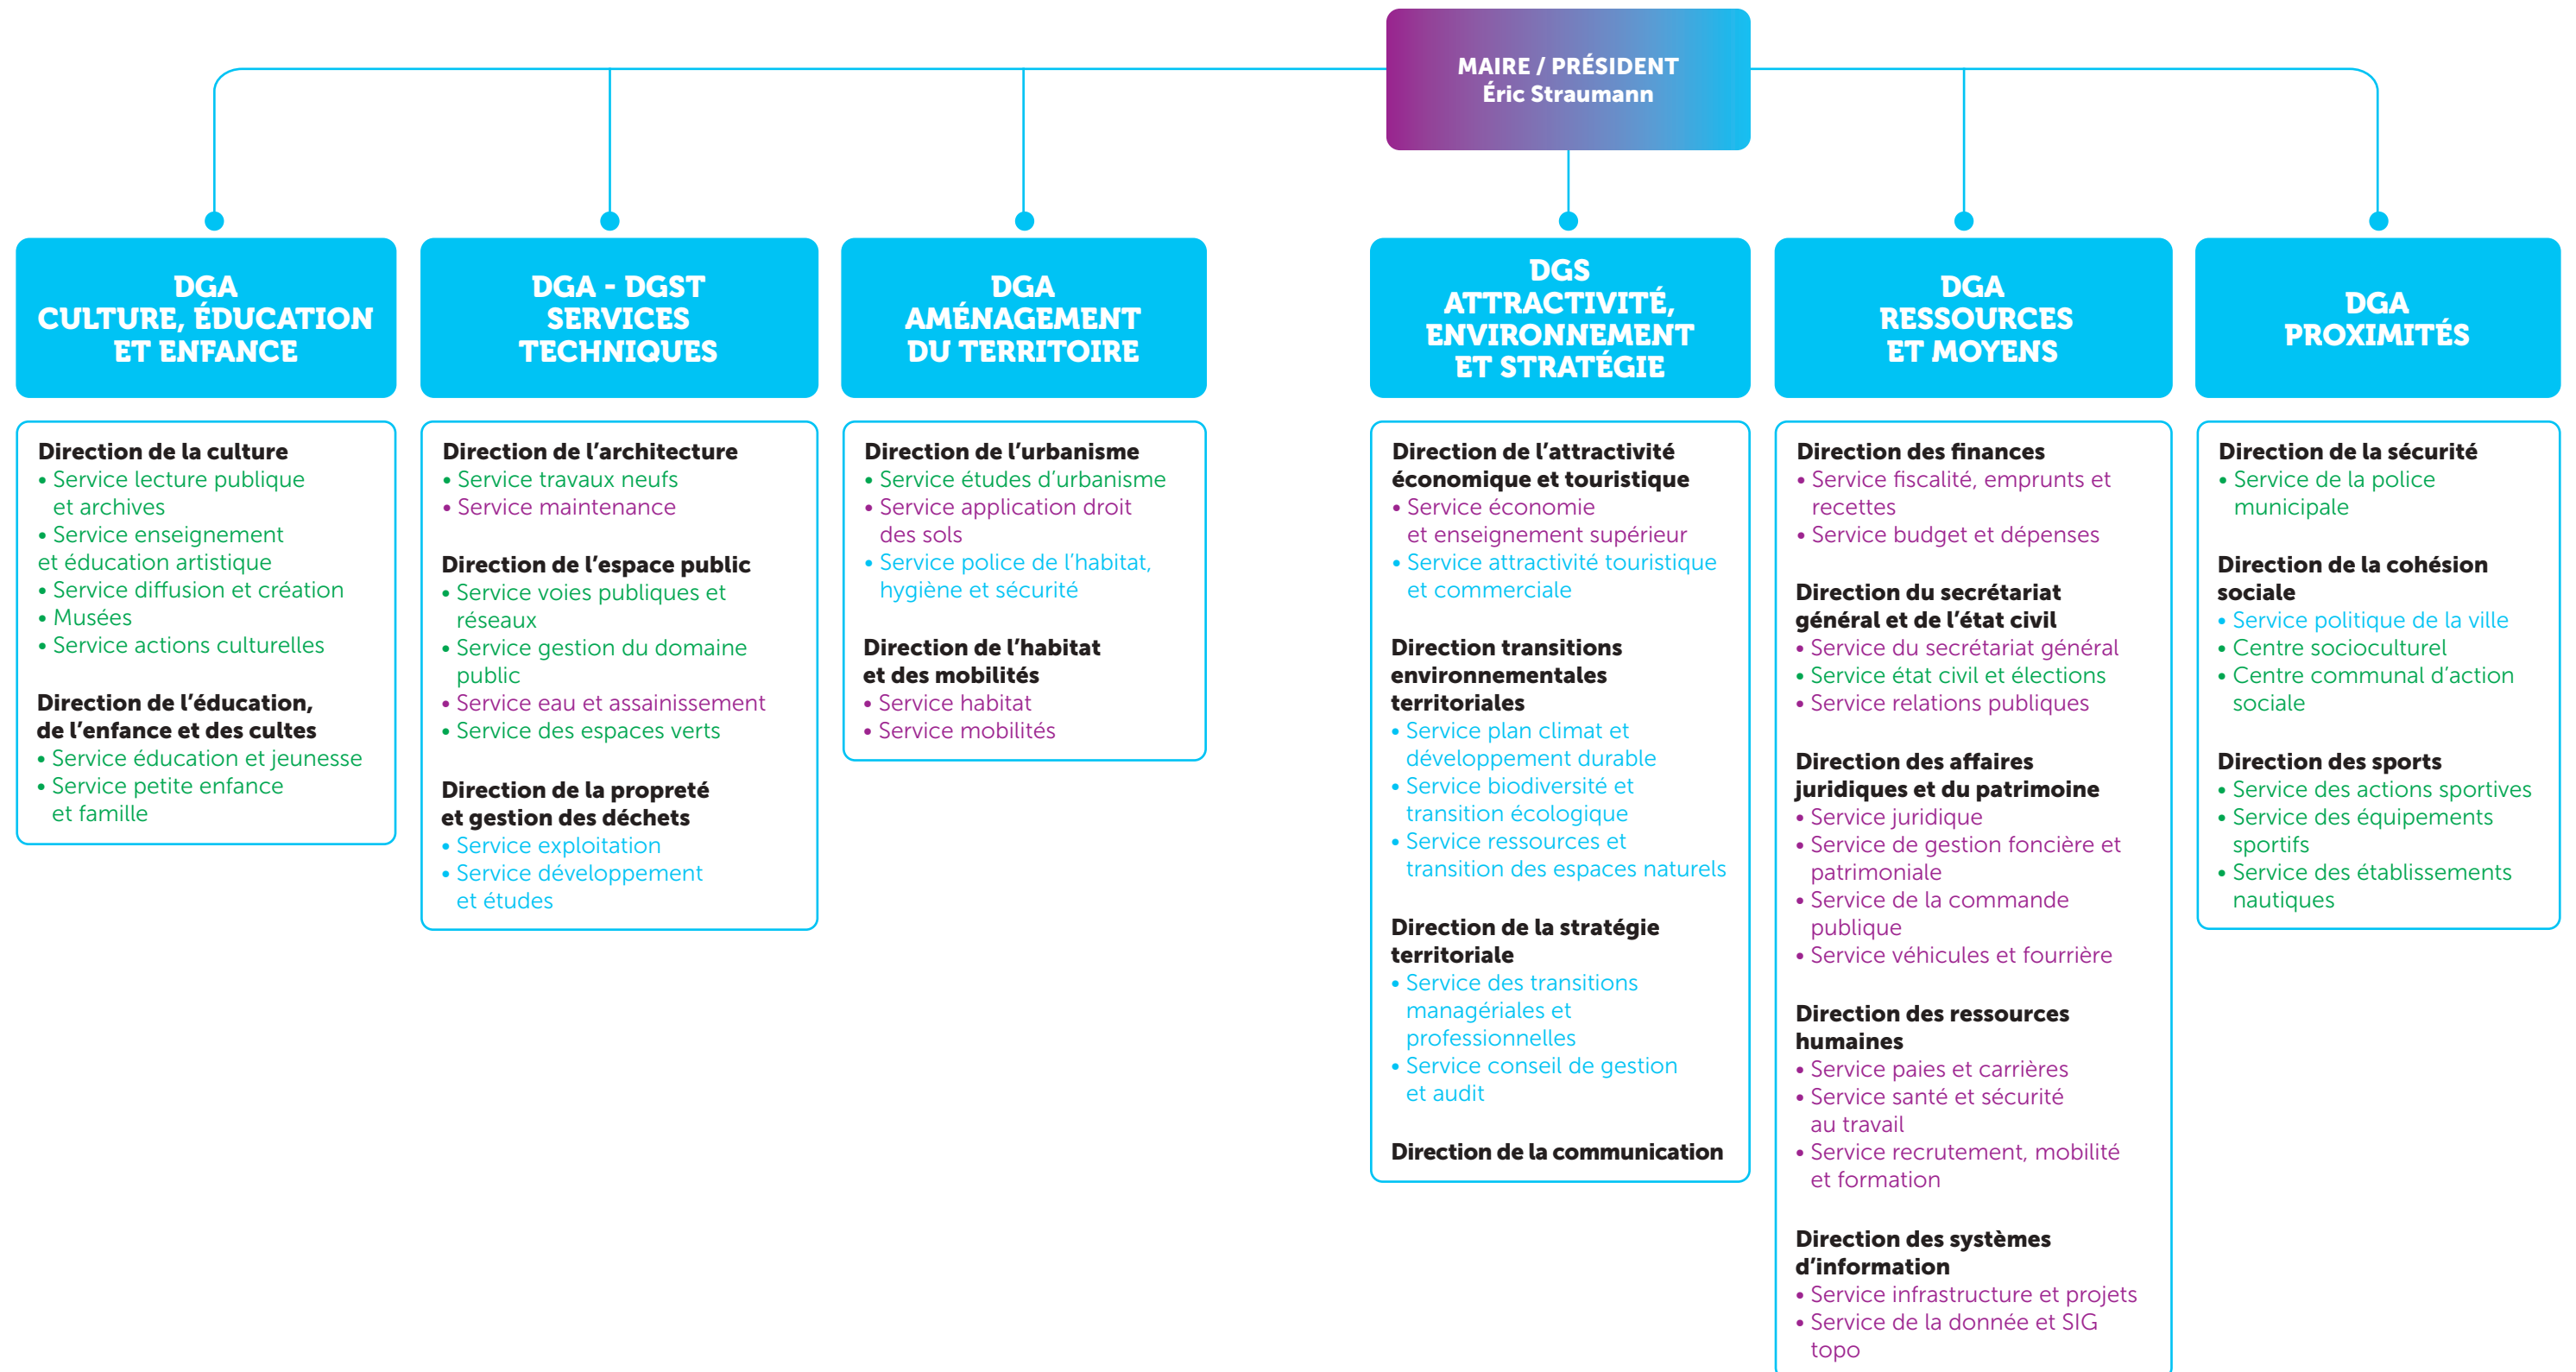 MAIRE / PRÉSIDENT
Éric Straumann
DGA
CULTURE, ÉDUCATION
ET ENFANCE
Direction de la culture
• Service lecture publique
et archives
• Service enseignement
et éducation artistique
• Service diffusion et création
• Musées
• Service actions culturelles
Direction de l’éducation,
de l’enfance et des cultes
• Service éducation et jeunesse
• Service petite enfance
et famille
DGA - DGST
SERVICES
TECHNIQUES
Direction de l’architecture
• Service travaux neufs
• Service maintenance
Direction de l’espace public
• Service voies publiques et
réseaux
• Service gestion du domaine
public
• Service eau et assainissement
• Service des espaces verts
Direction de la propreté
et gestion des déchets
• Service exploitation
• Service développement
et études
DGA
AMÉNAGEMENT
DU TERRITOIRE
Direction de l’urbanisme
• Service études d’urbanisme
• Service application droit
des sols
• Service police de l’habitat,
hygiène et sécurité
Direction de l’habitat
et des mobilités
• Service habitat
• Service mobilités
DGS
ATTRACTIVITÉ,
ENVIRONNEMENT
ET STRATÉGIE
Direction de l’attractivité
économique et touristique
• Service économie
et enseignement supérieur
• Service attractivité touristique
et commerciale
Direction transitions
environnementales
territoriales
• Service plan climat et
développement durable
• Service biodiversité et
transition écologique
• Service ressources et
transition des espaces naturels
Direction de la stratégie
territoriale
• Service des transitions
managériales et
professionnelles
• Service conseil de gestion
et audit
Direction de la communication
DGA
RESSOURCES
ET MOYENS
Direction des finances
• Service fiscalité, emprunts et
recettes
• Service budget et dépenses
Direction du secrétariat
général et de l’état civil
• Service du secrétariat général
• Service état civil et élections
• Service relations publiques
Direction des affaires
juridiques et du patrimoine
• Service juridique
• Service de gestion foncière et
patrimoniale
• Service de la commande
publique
• Service véhicules et fourrière
Direction des ressources
humaines
• Service paies et carrières
• Service santé et sécurité
au travail
• Service recrutement, mobilité
et formation
Direction des systèmes
d’information
• Service infrastructure et projets
• Service de la donnée et SIG
topo
DGA
PROXIMITÉS
Direction de la sécurité
• Service de la police
municipale
Direction de la cohésion
sociale
• Service politique de la ville
• Centre socioculturel
• Centre communal d’action
sociale
Direction des sports
• Service des actions sportives
• Service des équipements
sportifs
• Service des établissements
nautiques